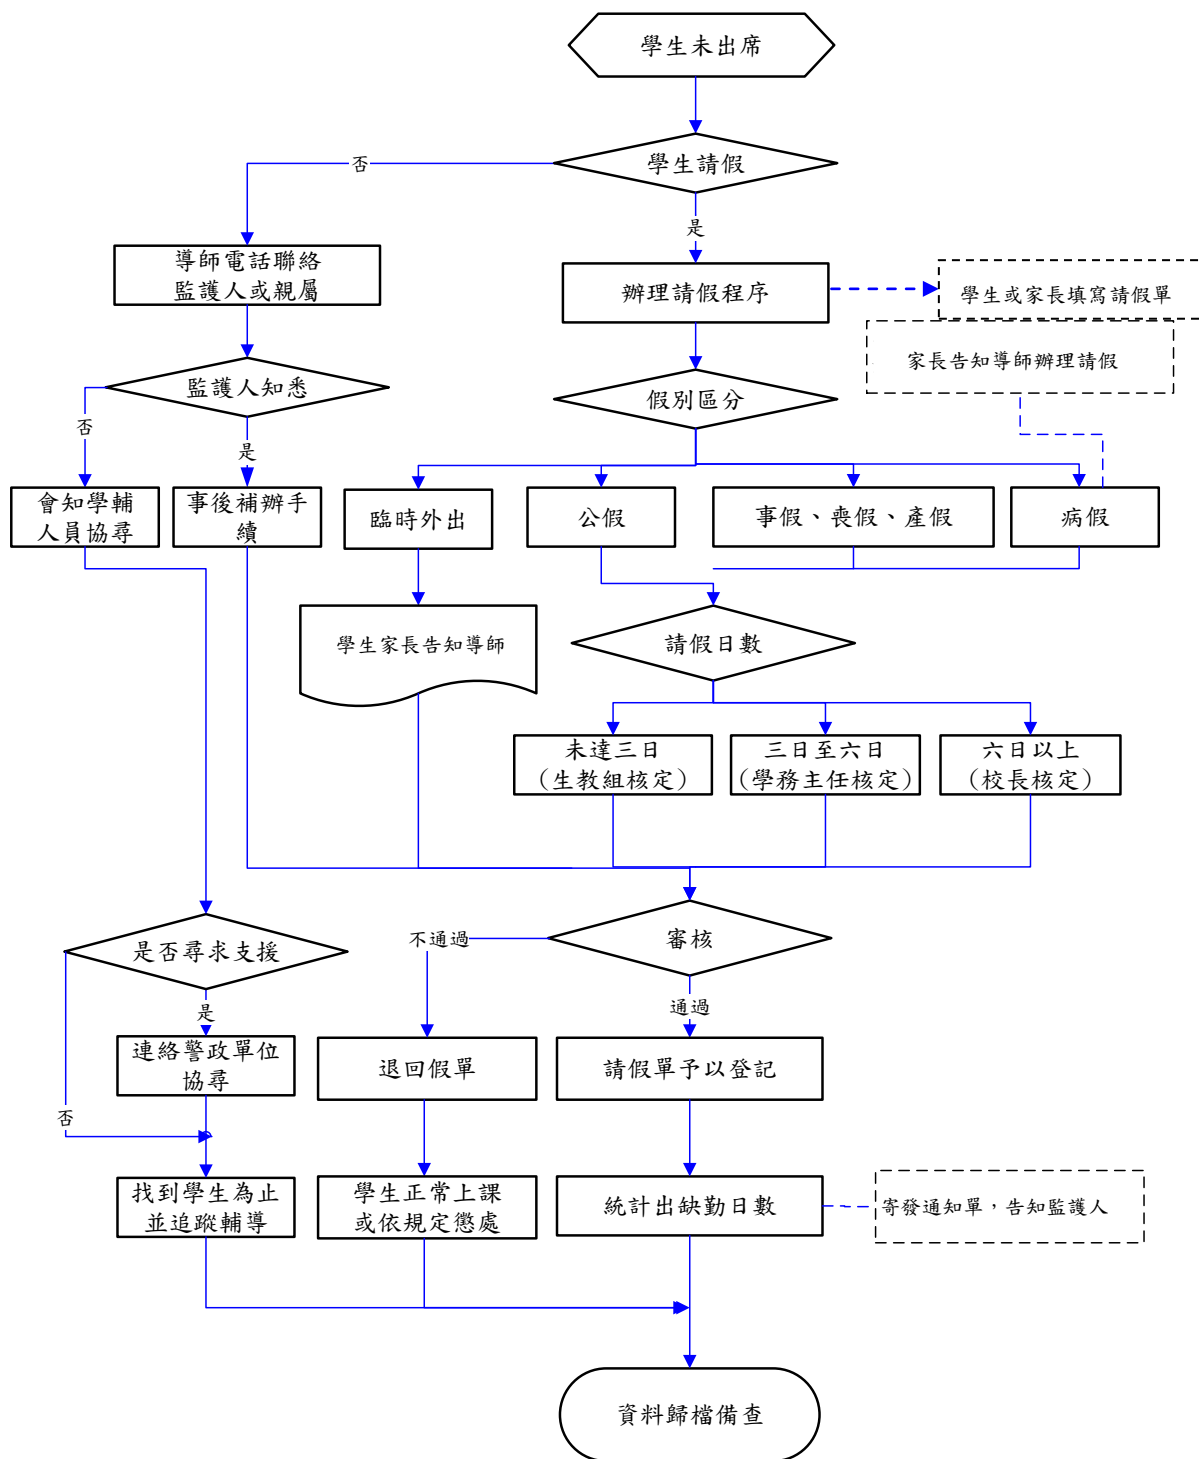 學生未出席
學生請假
否
是
導師電話聯絡
監護人或親屬
辦理請假程序
學生或家長填寫請假單
家長告知導師辦理請假
監護人知悉
假別區分
否
是
會知學輔
人員協尋
事後補辦手
續
臨時外出
公假
事假、喪假、產假
病假
學生家長告知導師
請假日數
未達三日
(生教組核定)
三日至六日
(學務主任核定)
六日以上
(校長核定)
是否尋求支援
不通過
審核
是
通過
連絡警政單位
協尋
退回假單
請假單予以登記
否
找到學生為止
並追蹤輔導
學生正常上課
或依規定懲處
統計出缺勤日數
寄發通知單，告知監護人
資料歸檔備查